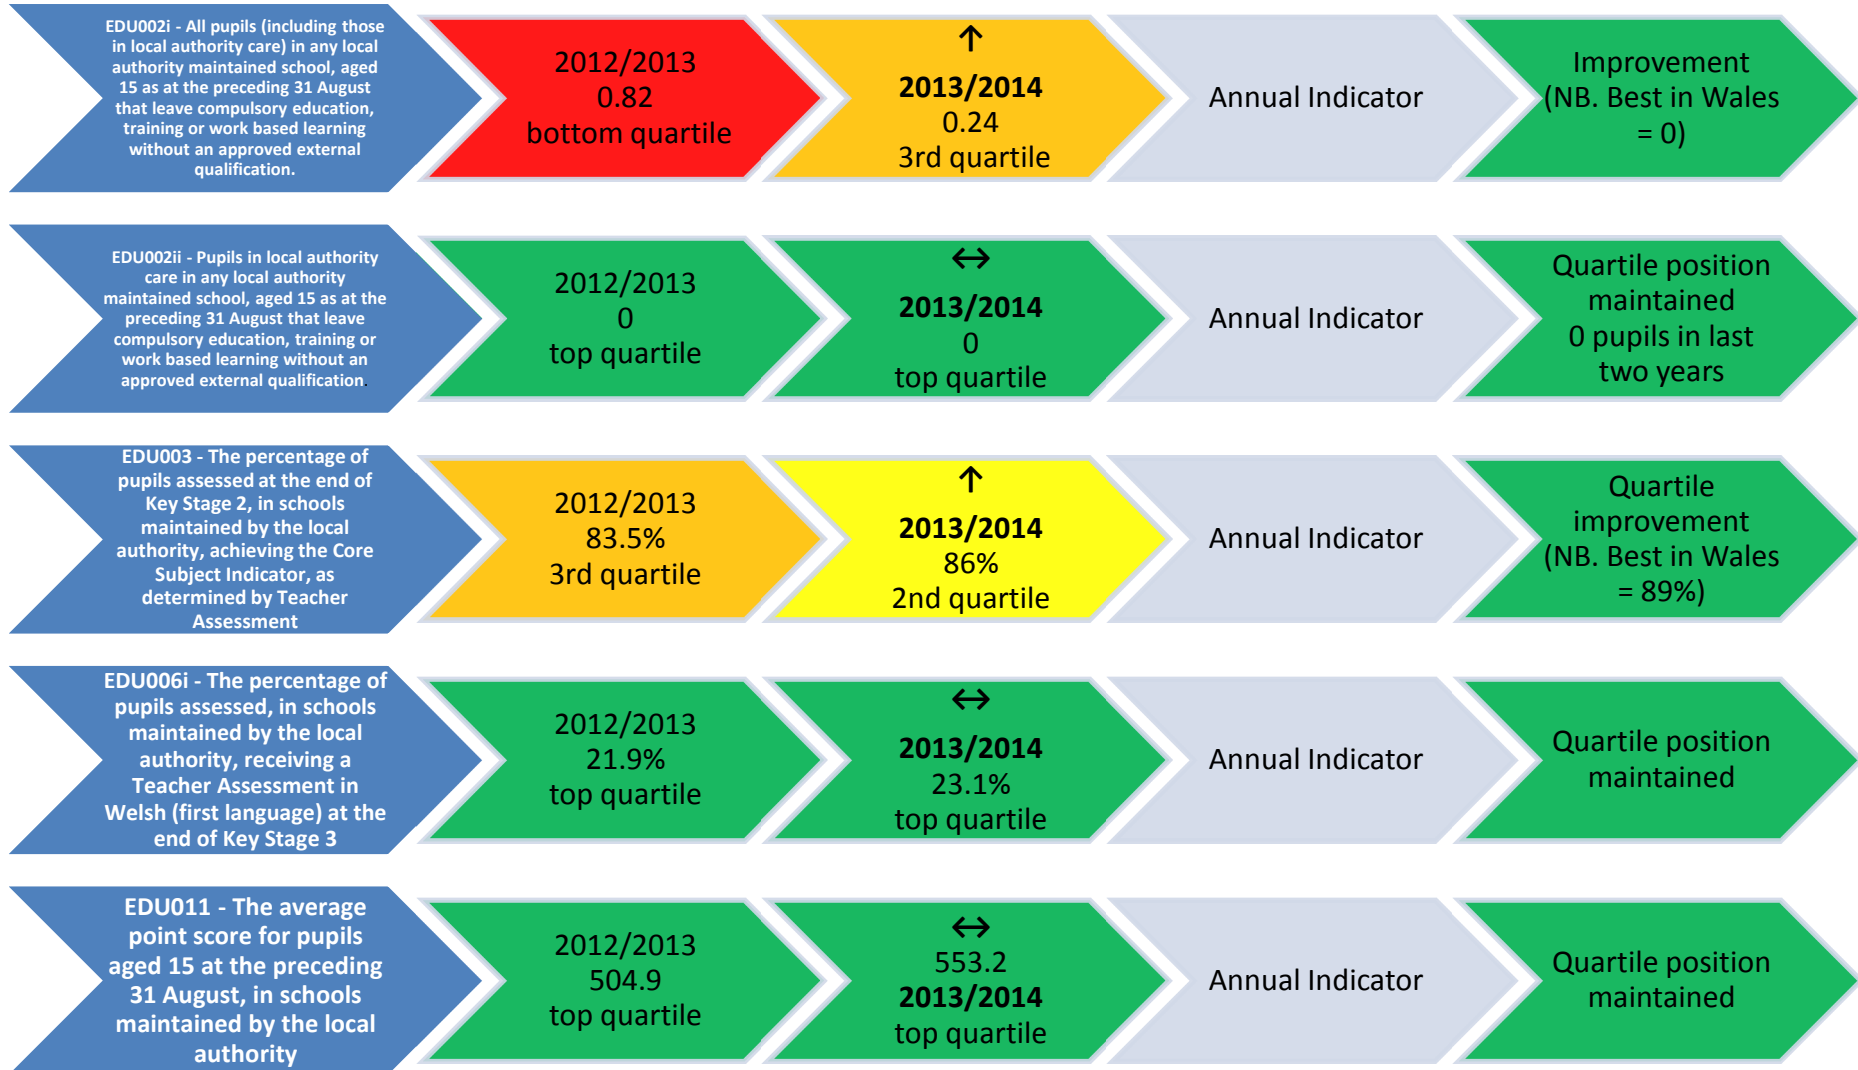 EDU002i - All pupils (including those
in local authority care) in any local
authority maintained school, aged
15 as at the preceding 31 August
that leave compulsory education,
training or work based learning
without an approved external
qualification.
2012/2013
0.82
bottom quartile
↑
2013/2014
0.24
3rd quartile
Annual Indicator
Improvement
(NB. Best in Wales
= 0)
EDU002ii - Pupils in local authority
care in any local authority
maintained school, aged 15 as at the
preceding 31 August that leave
compulsory education, training or
work based learning without an
approved external qualification.
2012/2013
0
top quartile
↔
2013/2014
0
top quartile
Annual Indicator
Quartile position
maintained
0 pupils in last
two years
EDU003 - The percentage of
pupils assessed at the end of
Key Stage 2, in schools
maintained by the local
authority, achieving the Core
Subject Indicator, as
determined by Teacher
Assessment
2012/2013
83.5%
3rd quartile
↑
2013/2014
86%
2nd quartile
Annual Indicator
Quartile
improvement
(NB. Best in Wales
= 89%)
EDU006i - The percentage of
pupils assessed, in schools
maintained by the local
authority, receiving a
Teacher Assessment in
Welsh (first language) at the
end of Key Stage 3
2012/2013
21.9%
top quartile
↔
2013/2014
23.1%
top quartile
Annual Indicator
Quartile position
maintained
EDU011 - The average
point score for pupils
aged 15 at the preceding
31 August, in schools
maintained by the local
authority
2012/2013
504.9
top quartile
↔
553.2
2013/2014
top quartile
Annual Indicator
Quartile position
maintained